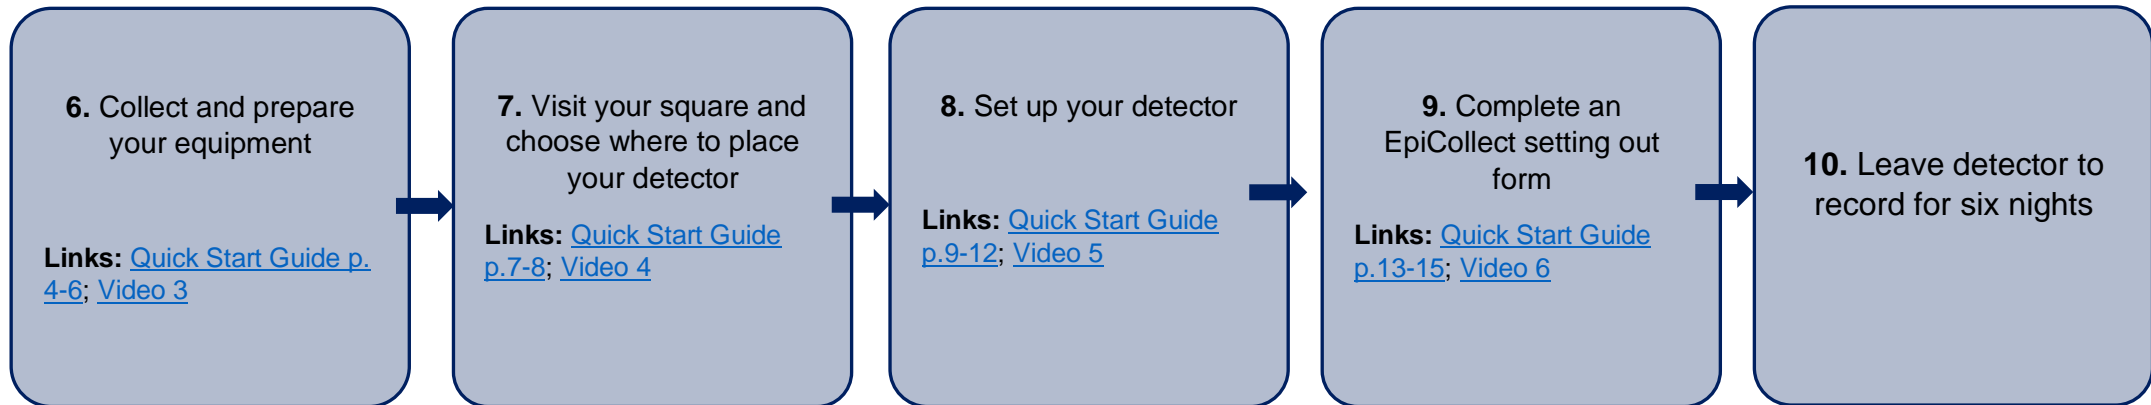 6. Collect and prepare
your equipment
Links: Quick Start Guide p.
4-6; Video 3
7. Visit your square and
choose where to place
your detector
Links: Quick Start Guide
p.7-8; Video 4
8. Set up your detector
Links: Quick Start Guide
p.9-12; Video 5
9. Complete an
EpiCollect setting out
form
Links: Quick Start Guide
p.13-15; Video 6
10. Leave detector to
record for six nights